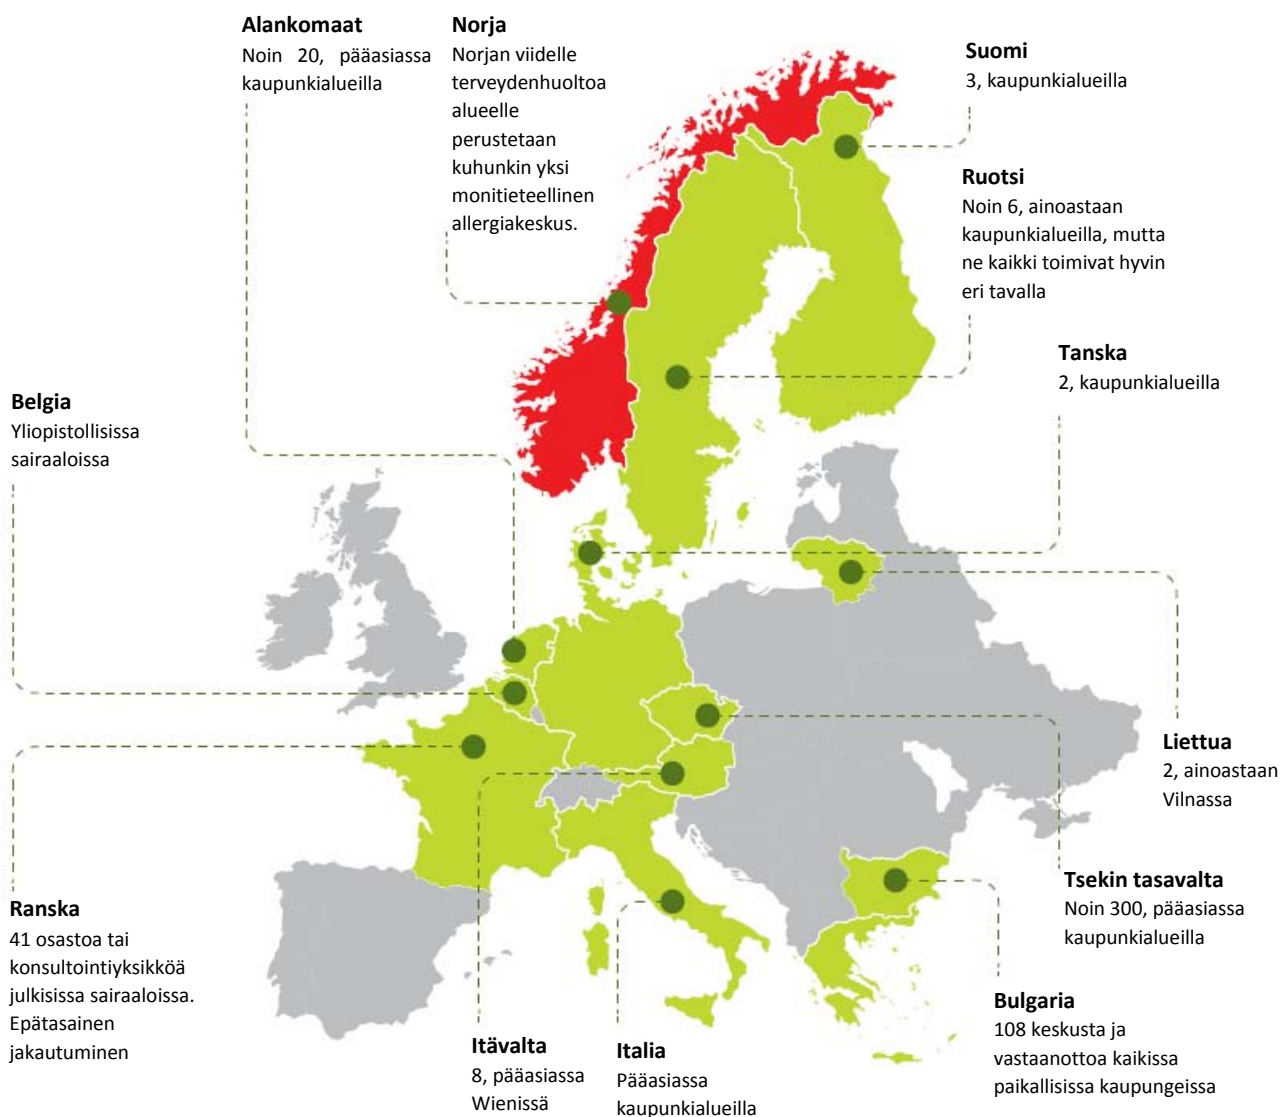 Alankomaat
Noin 20, pääasiassa
kaupunkialueilla
Norja
Norjan viidelle
terveydenhuoltoa
alueelle
perustetaan
kuhunkin yksi
monitieteellinen
allergiakeskus.
Suomi
3, kaupunkialueilla
Ruotsi
Noin 6, ainoastaan
kaupunkialueilla, mutta
ne kaikki toimivat hyvin
eri tavalla
Tanska
2, kaupunkialueilla
Belgia
Yliopistollisissa
sairaaloissa
Liettua
2, ainoastaan
Vilnassa
Tsekin tasavalta
Noin 300, pääasiassa
kaupunkialueilla
Ranska
41 osastoa tai
konsultointiyksikköä
julkisissa sairaaloissa.
Epätasainen
jakautuminen
Bulgaria
108 keskusta ja
vastaanottoa kaikissa
paikallisissa kaupungeissa
Itävalta
8, pääasiassa
Wienissä
Italia
Pääasiassa
kaupunkialueilla